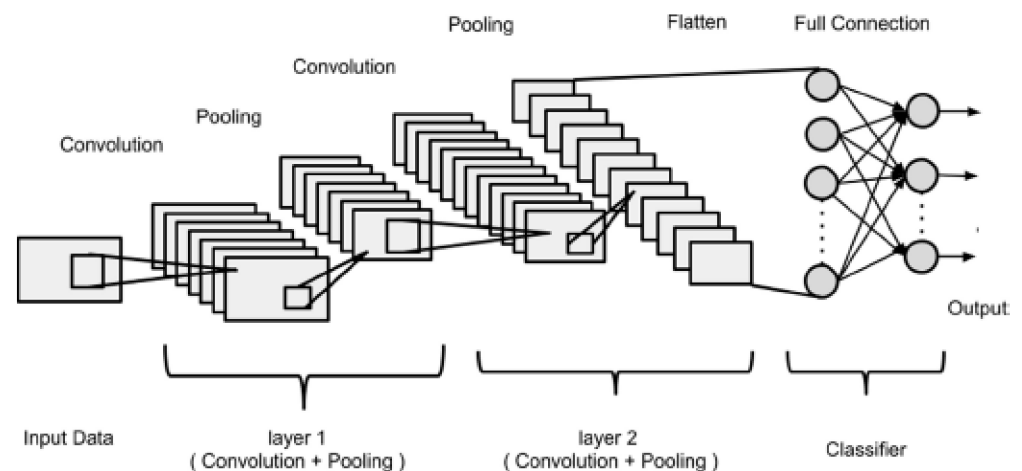 Pooling
Flatten
Full Connection
Convolution
Pooling
Convolution
Output
Input Data
layer 1
( Convolution + Pooling )
layer 2
( Convolution + Pooling )
Classifier